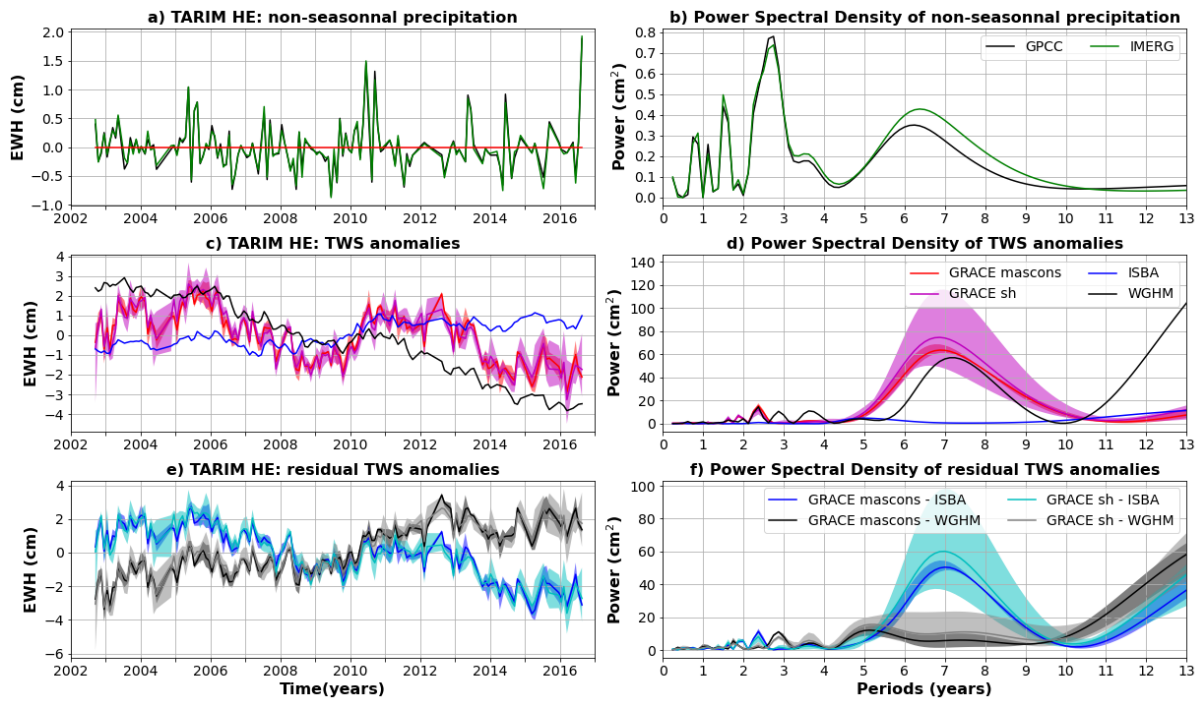 a) TARIM HE: non-seasonnal precipitation
2.0
1.5
1.0
0.5
0.0
−0.5
−1.0
EWH (cm)
2002 2004 2006 2008 2010 2012 2014 2016
b) Power Spectral Density of non-seasonnal precipitation
GPCC IMERG
0.8
0.7
0.6
0.5
0.4
0.3
0.2
0.1
0.0
Power (cm²)
0 1 2 3 4 5 6 7 8 9 10 11 12 13
c) TARIM HE: TWS anomalies
4
3
2
1
0
−1
−2
−3
−4
EWH (cm)
2002 2004 2006 2008 2010 2012 2014 2016
d) Power Spectral Density of TWS anomalies
GRACE mascons ISBA
GRACE sh WGHM
140
120
100
80
60
40
20
0
Power (cm²)
0 1 2 3 4 5 6 7 8 9 10 11 12 13
e) TARIM HE: residual TWS anomalies
4
2
0
−2
−4
−6
EWH (cm)
2002 2004 2006 2008 2010 2012 2014 2016
Time(years)
f) Power Spectral Density of residual TWS anomalies
GRACE mascons - ISBA GRACE sh - ISBA
GRACE mascons - WGHM GRACE sh - WGHM
100
80
60
40
20
0
Power (cm²)
0 1 2 3 4 5 6 7 8 9 10 11 12 13
Periods (years)